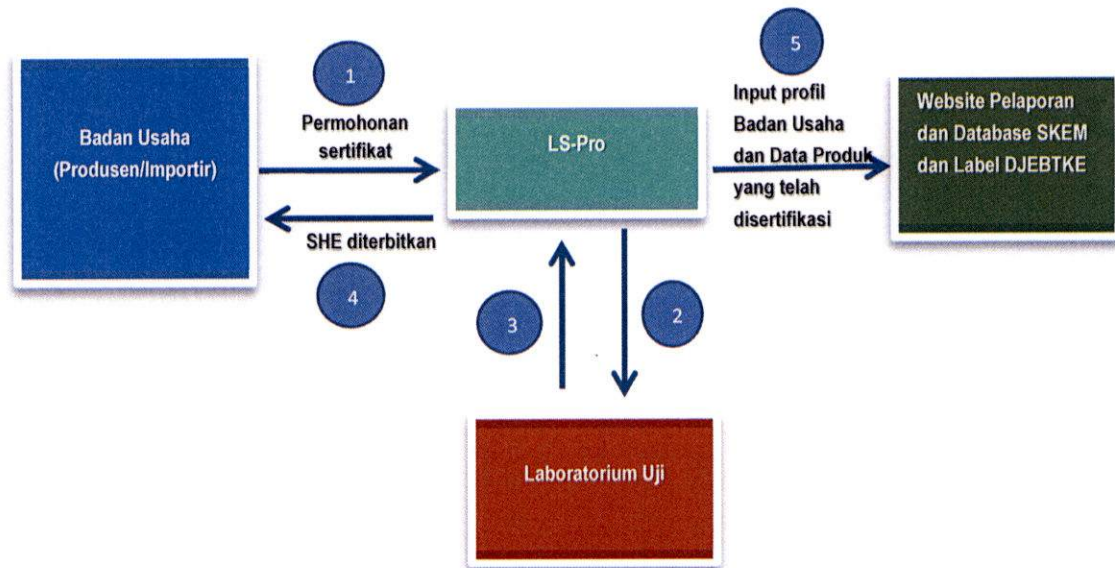 1
Permohonan
sertifikat
Badan Usaha
(Produsen/Importir)
SHE diterbitkan
4
LS-Pro
3
2
Laboratorium Uji
5
Input profil
Badan Usaha
dan Data Produk
yang telah
disertifikasi
Website Pelaporan
dan Database SKEM
dan Label DJEBTKE